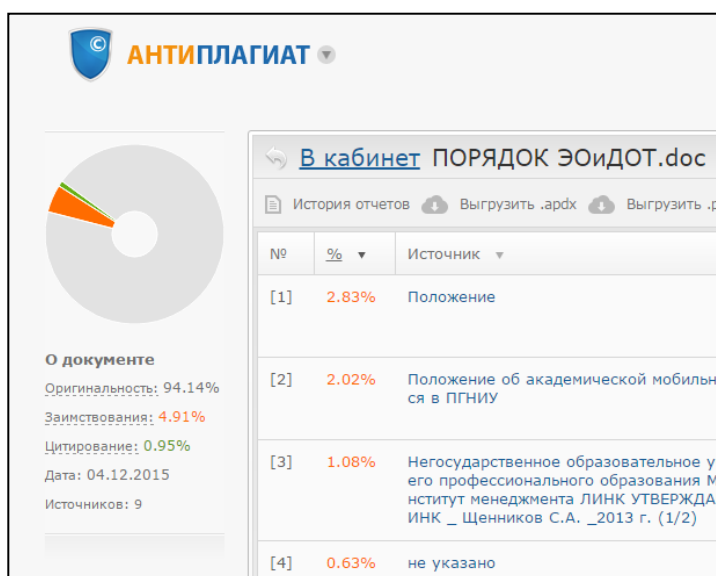 АНТИПЛАГИАТ
О документе
Оригинальность: 94.14%
Заимствования: 4.91%
Цитирование: 0.95%
Дата: 04.12.2015
Источников: 9
В кабинет ПОРЯДОК ЭОиДОТ.doc
История отчетов Выгрузить .apdx Выгрузить
№ % Источник
[1] 2.83% Положение
[2] 2.02% Положение об академической мобильн
ся в ПГНИУ
[3] 1.08% Негосударственное образовательное у
его профессионального образования М
нститут менеджмента ЛИНК УТВЕРЖДА
ИНК _ Щенников С.А. _2013 г. (1/2)
[4] 0.63% не указано